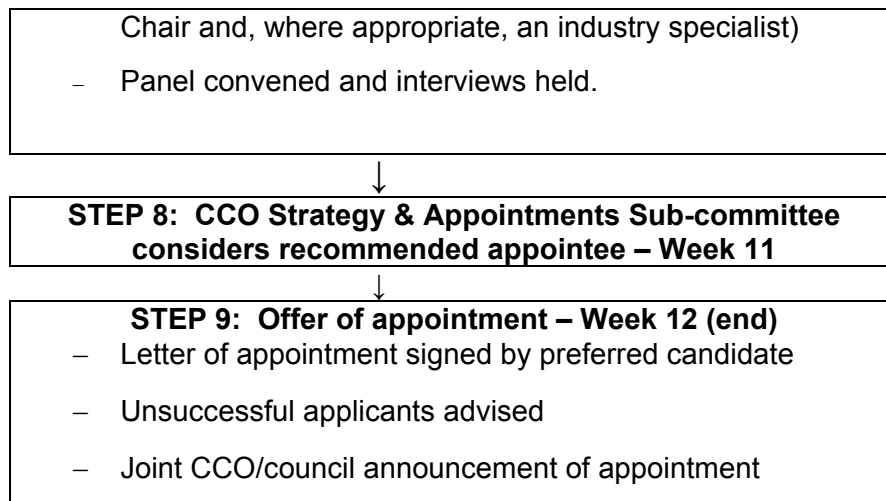 Chair and, where appropriate, an industry specialist)
– Panel convened and interviews held.
↓
STEP 8: CCO Strategy & Appointments Sub-committee
considers recommended appointee – Week 11
↓
STEP 9: Offer of appointment – Week 12 (end)
– Letter of appointment signed by preferred candidate
– Unsuccessful applicants advised
– Joint CCO/council announcement of appointment